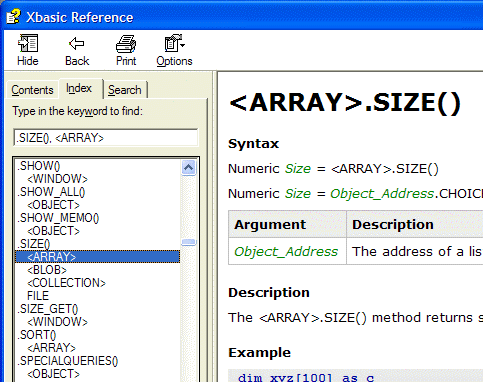 Xbasic Reference
Hide Back Print Options
Contents Index Search
Type in the keyword to find:
.SIZE(), <ARRAY>
.SHOW()
<WINDOW>
.SHOW_ALL()
<OBJECT>
.SHOW_MEMO()
<OBJECT>
.SIZE()
<ARRAY>
<BLOB>
<COLLECTION>
FILE
.SIZE_GET()
<WINDOW>
.SORT()
<ARRAY>
.SPECIALQUERIES()
<OBJECT>
<ARRAY>.SIZE()
Syntax
Numeric Size = <ARRAY>.SIZE()
Numeric Size = Object_Address.CHOIC
Argument Description
Object_Address The address of a lis
Description
The <ARRAY>.SIZE() method returns s
Example
dim xyz[100] as c